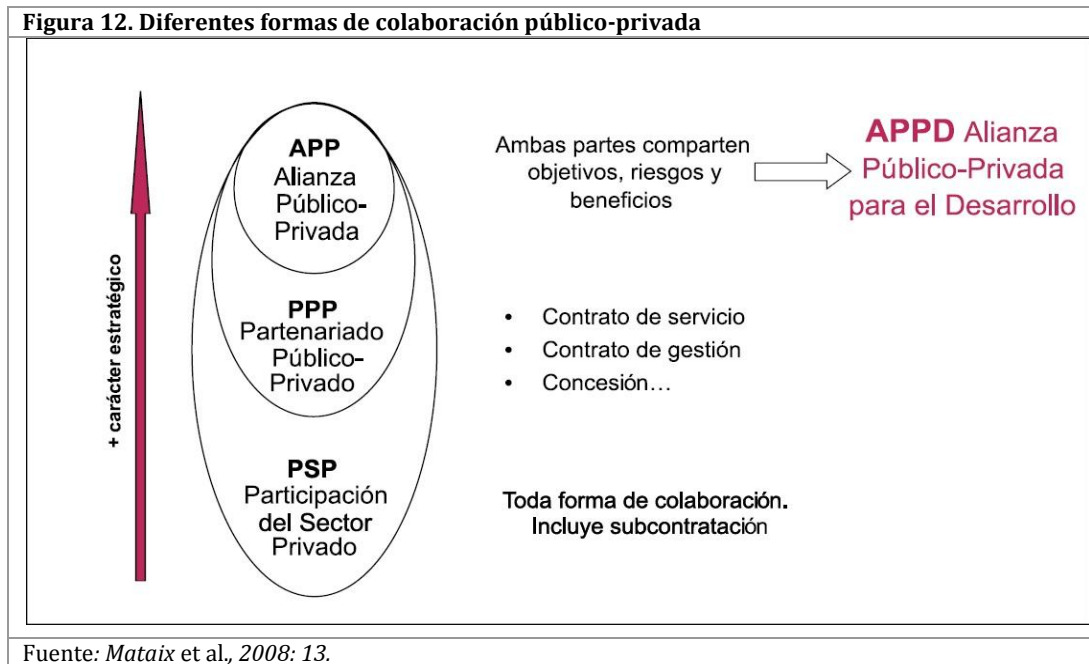 Figura 12. Diferentes formas de colaboración público-privada
+ carácter estratégico
APP
Alianza
Público-
Privada
Ambas partes comparten
objetivos, riesgos y
beneficios
APPD Alianza
Público-Privada
para el Desarrollo
PPP
Partenariado
Público-
Privado
• Contrato de servicio
• Contrato de gestión
• Concesión…
PSP
Participación
del Sector
Privado
Toda forma de colaboración.
Incluye subcontratación
Fuente: Mataix et al., 2008: 13.